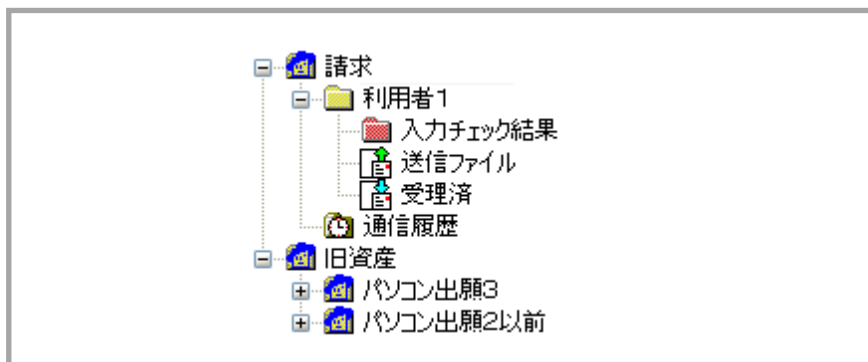 請求
利用者1
入力チェック結果
送信ファイル
受理済
通信履歴
旧資産
パソコン出願3
パソコン出願2以前